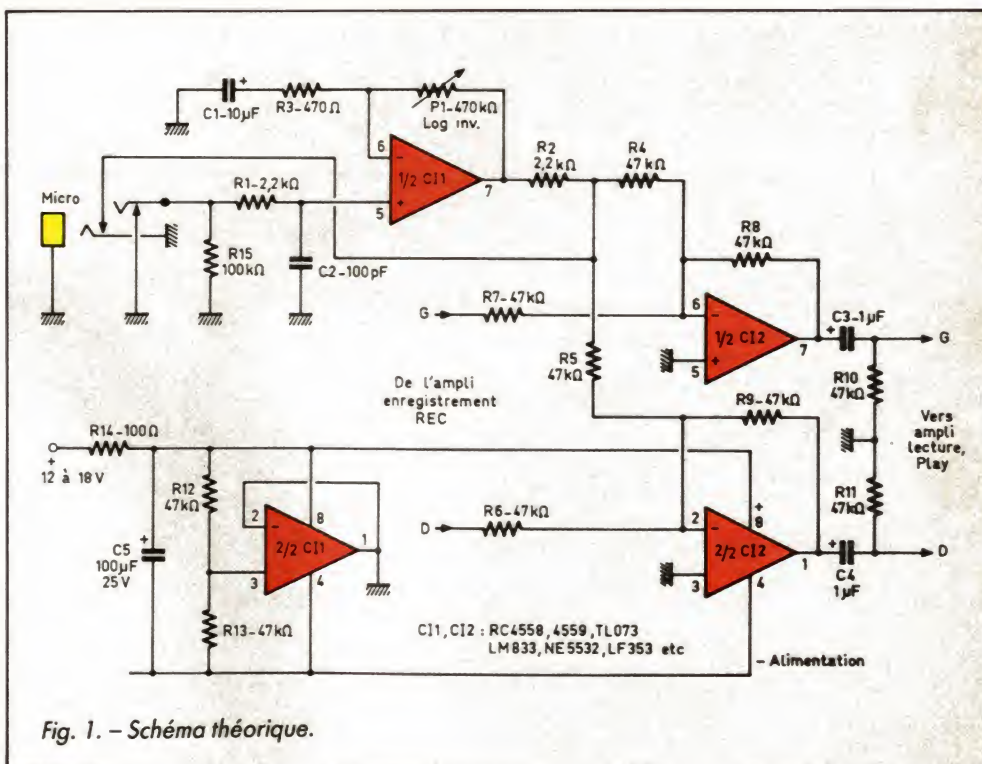 C1-10µF
+
R3-470 Ω
P1-470kΩ
Log inv.
R2
2,2kΩ
R4
47 kΩ
6
-
1/2 CI1
7
5
+
Micro
R1-2,2kΩ
R15
100kΩ
C2-100pF
R8
47kΩ
G
R7-47kΩ
6
-
1/2 CI2
7
5
+
+
C3-1µF
G
R5
47kΩ
R10
47kΩ
De l'ampli
enregistrement
REC
R9-47kΩ
Vers
ampli
lecture,
Play
R14-100Ω
+
12 à 18V
R12
47kΩ
R11
47kΩ
2
-
8
2/2 CI1
1
3
+
4
D
R6-47kΩ
2
-
+
8
2/2 CI2
1
3
+
4
+
C4
1µF
D
+
C5
100µF
25V
R13-47kΩ
CI1, CI2 : RC4558, 4559, TL073
LM833, NE5532, LF353 etc
- Alimentation
Fig. 1. – Schéma théorique.